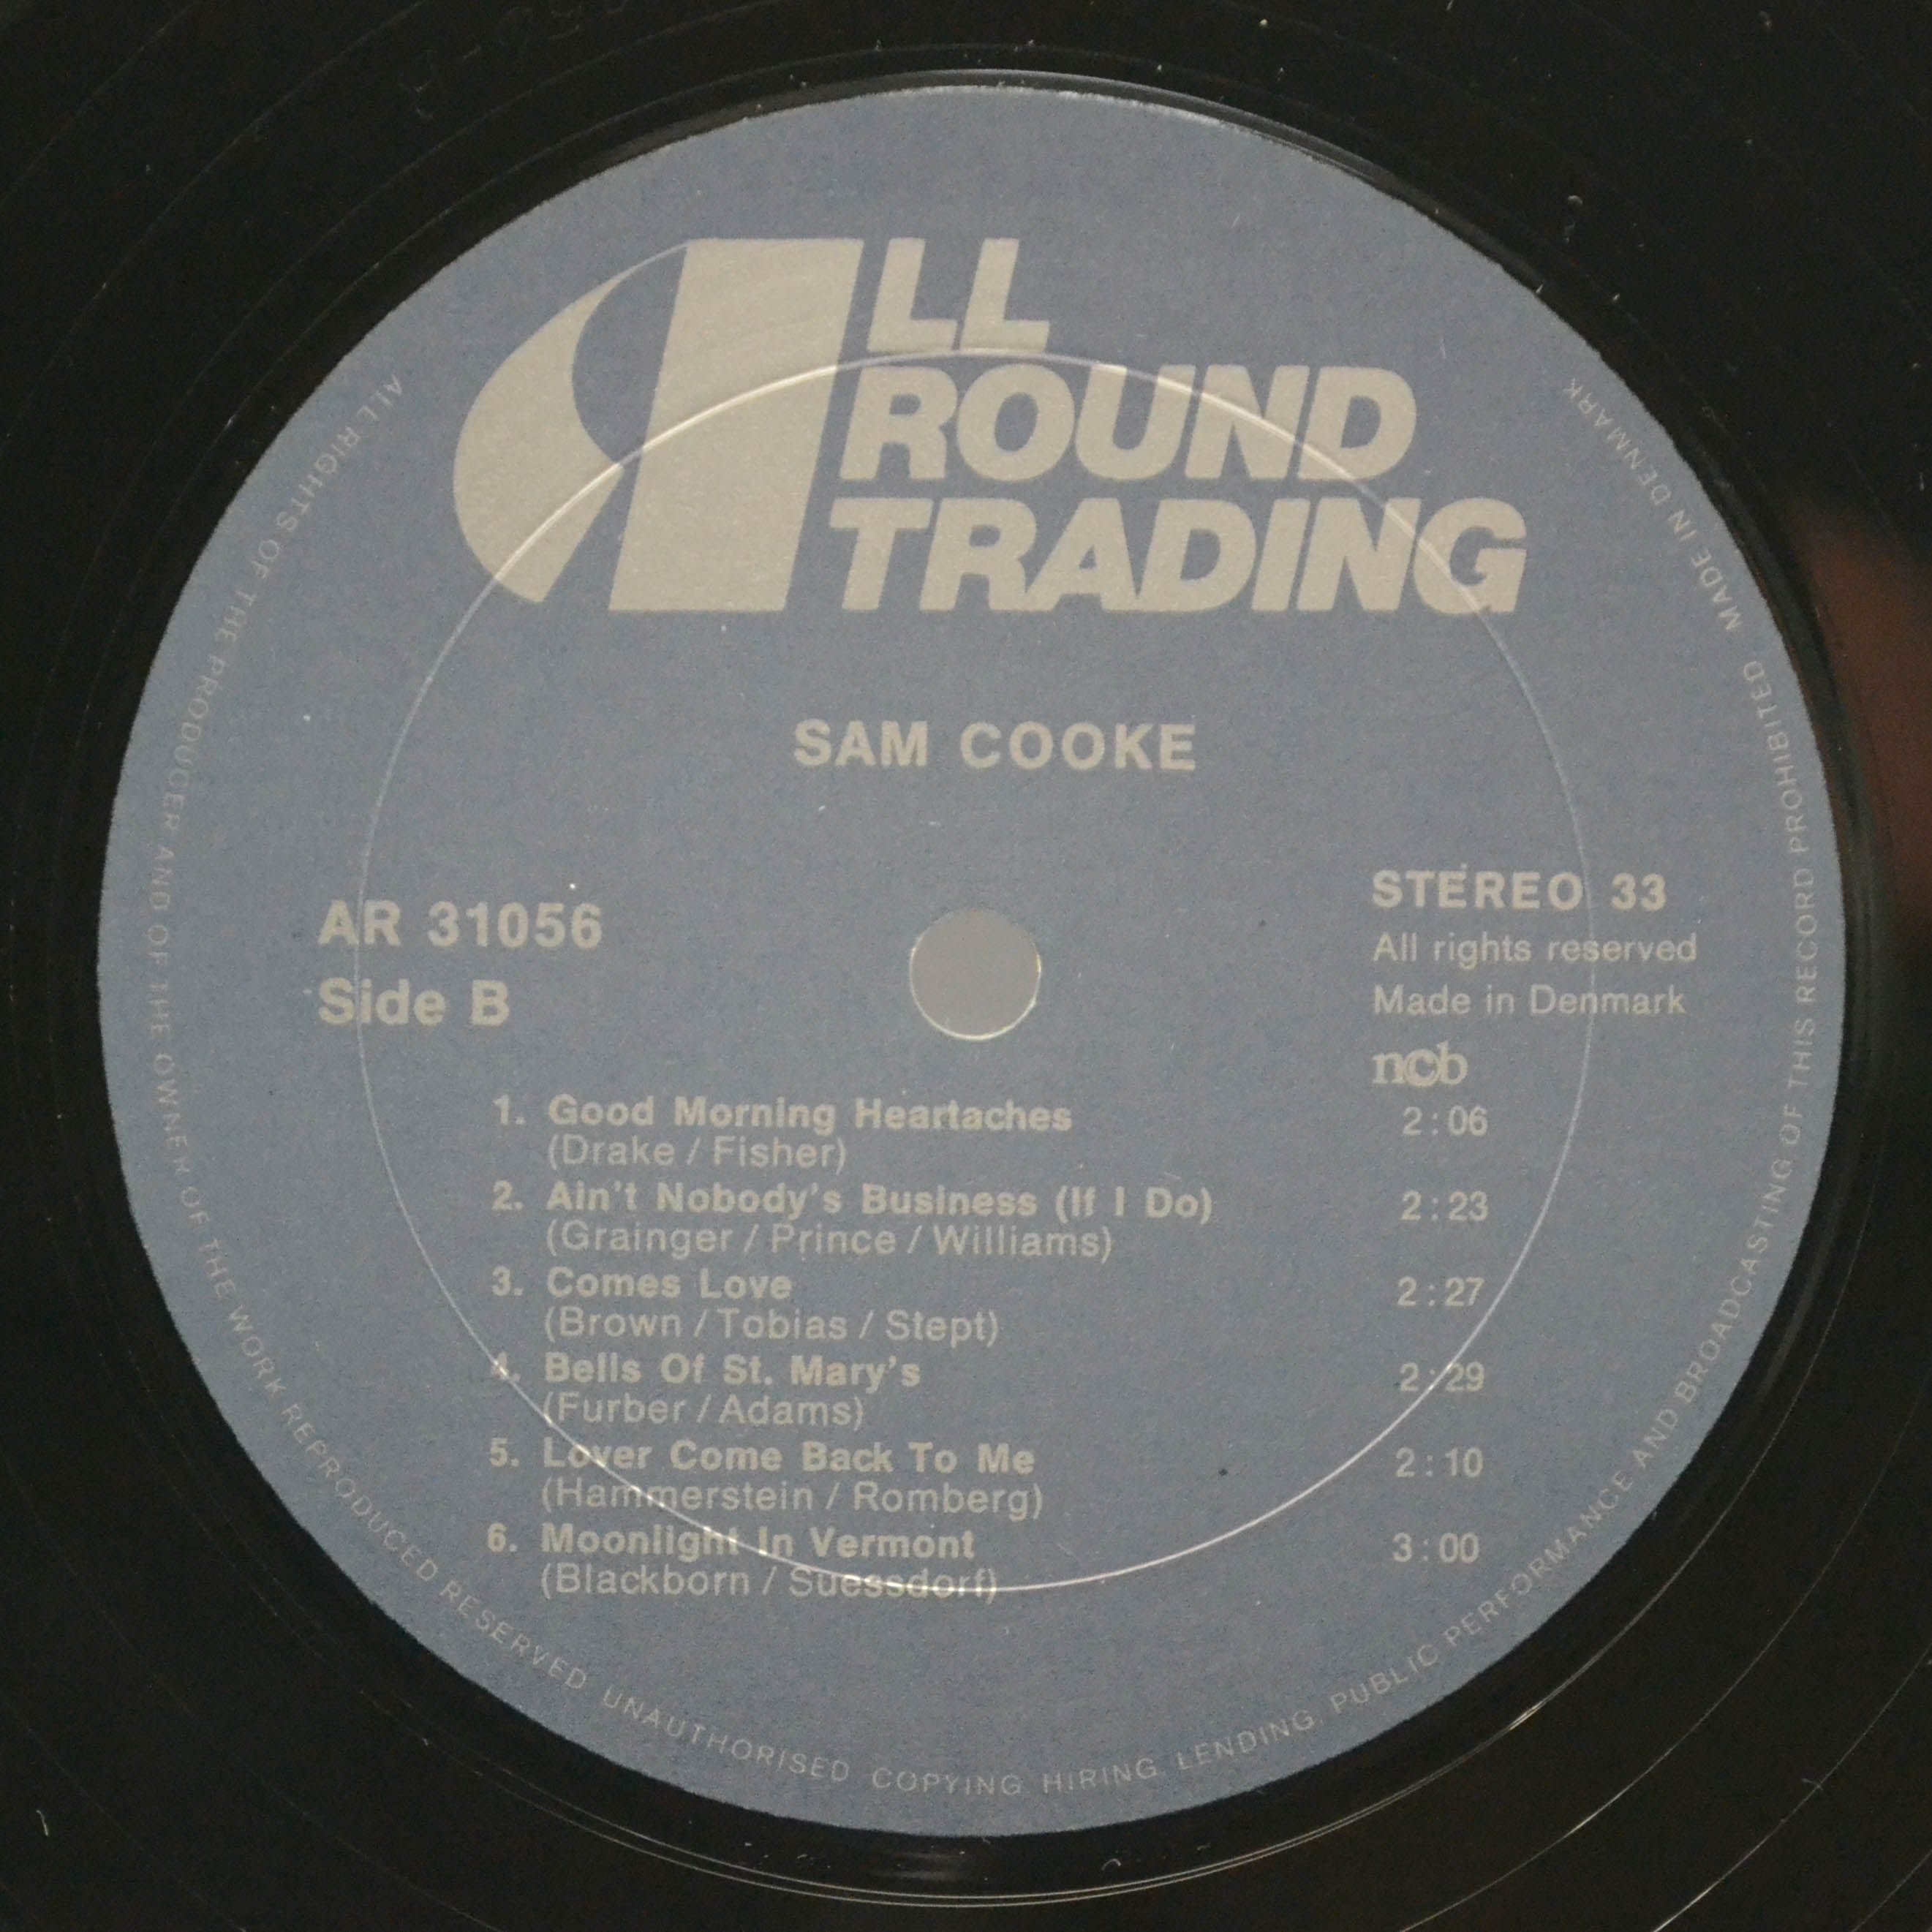 ALL
ROUND
TRADING
SAM COOKE
AR 31056
Side B
STEREO 33
All rights reserved
Made in Denmark
ncb
1. Good Morning Heartaches 2:06
(Drake / Fisher)
2. Ain't Nobody's Business (If I Do) 2:23
(Grainger / Prince / Williams)
3. Comes Love 2:27
(Brown / Tobias / Stept)
4. Bells Of St. Mary's 2:29
(Furber / Adams)
5. Lover Come Back To Me 2:10
(Hammerstein / Romberg)
6. Moonlight In Vermont 3:00
(Blackborn / Suessdorf)
ALL RIGHTS OF THE PRODUCER AND OF THE OWNER OF THE WORK REPRODUCED RESERVED UNAUTHORISED COPYING HIRING LENDING PUBLIC PERFORMANCE AND BROADCASTING OF THIS RECORD PROHIBITED MADE IN DENMARK